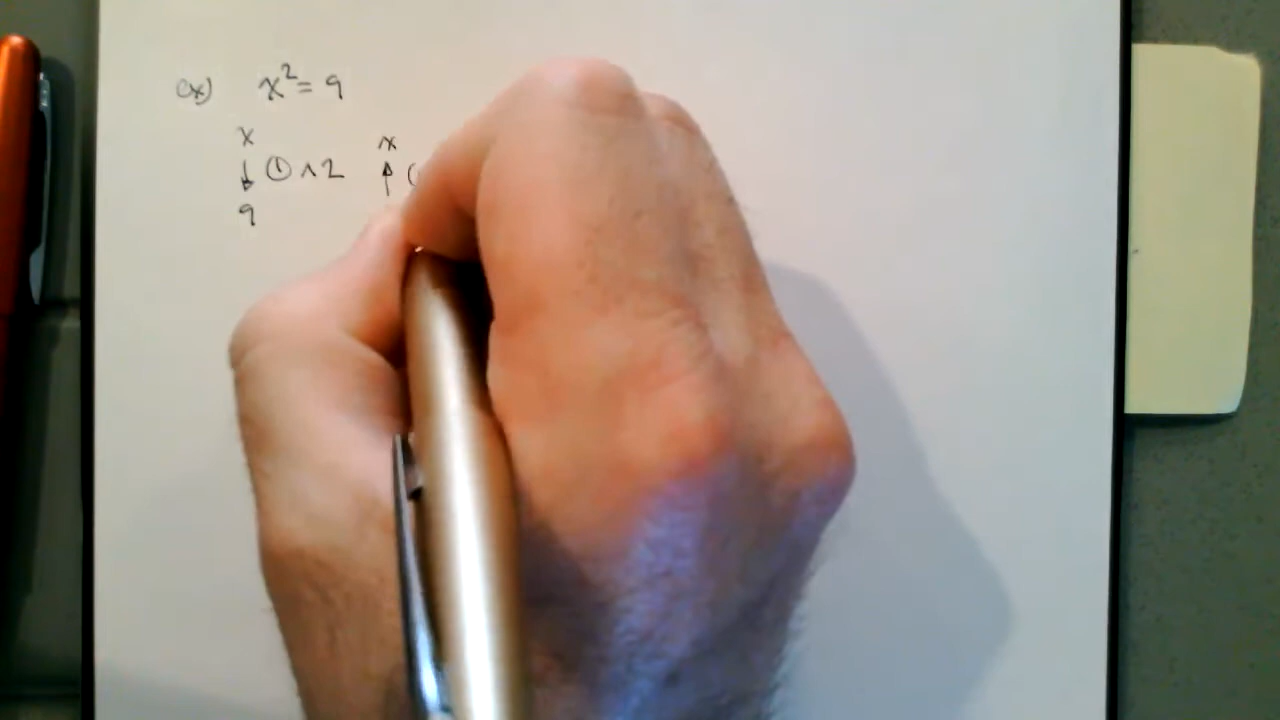 ex) x² = 9
x x
↓ ① ^2 ↑ (
9